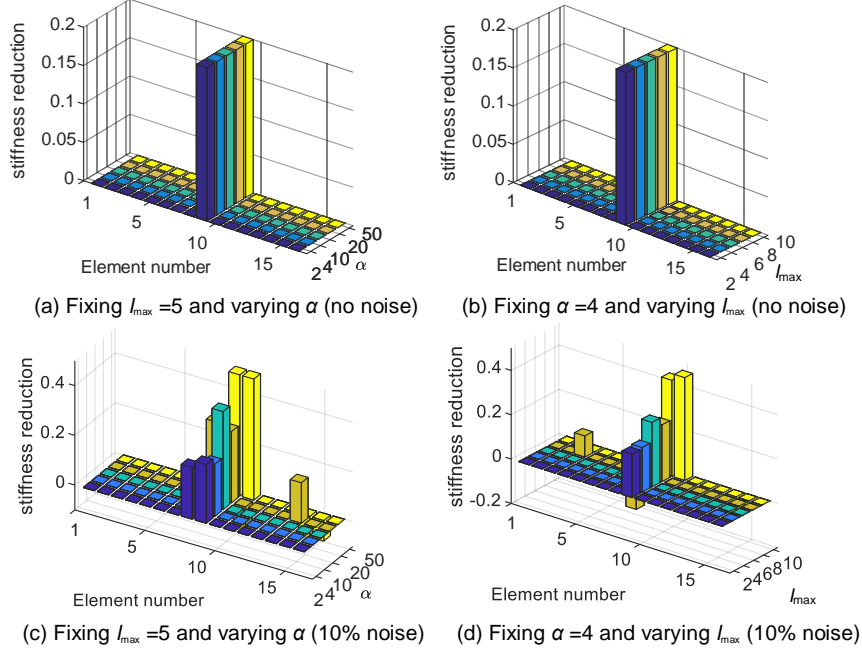 0.2
0.15
0.1
0.05
0
stiffness reduction
1
5
10
15
Element number
2 4 10 20 50
α
(a) Fixing lmax =5 and varying α (no noise)
0.2
0.15
0.1
0.05
0
stiffness reduction
1
5
10
15
Element number
2 4 6 8 10
lmax
(b) Fixing α =4 and varying lmax (no noise)
0.4
0.2
0
stiffness reduction
1
5
10
15
Element number
2 4 10 20 50
α
(c) Fixing lmax =5 and varying α (10% noise)
0.4
0.2
0
-0.2
stiffness reduction
1
5
10
15
Element number
2 4 6 8 10
lmax
(d) Fixing α =4 and varying lmax (10% noise)